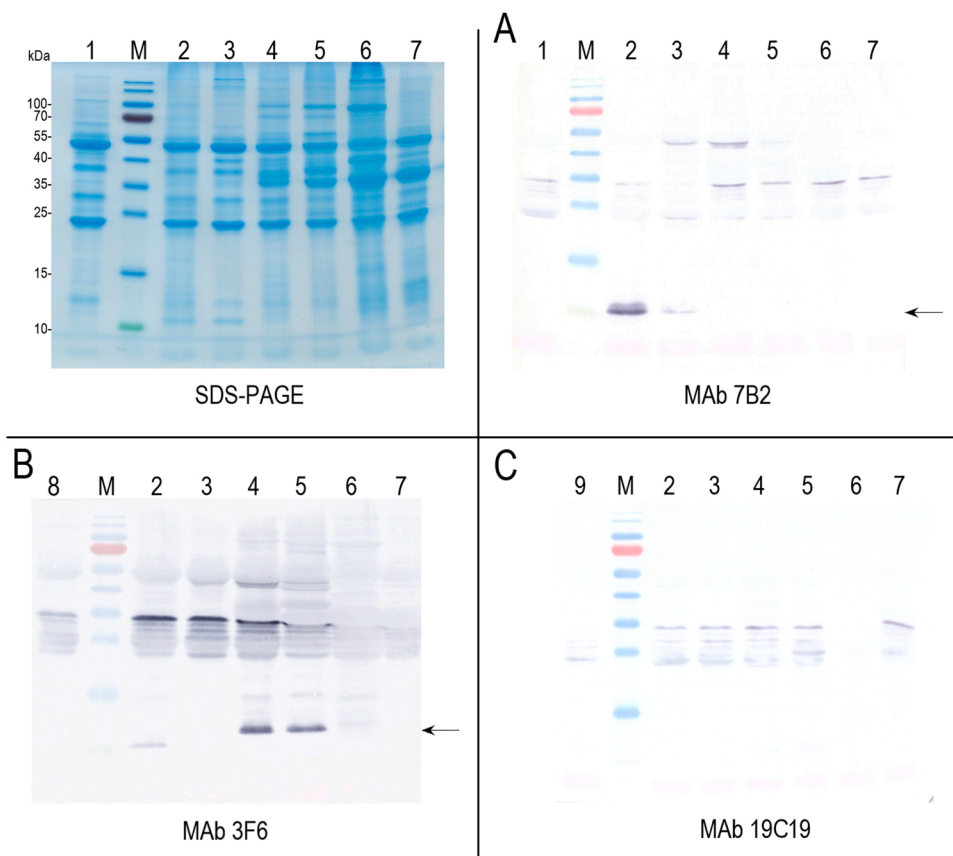 A
kDa
1 M 2 3 4 5 6 7
100-
70-
55-
40-
35-
25-
15-
10-
SDS-PAGE
1 M 2 3 4 5 6 7
MAb 7B2
B
8 M 2 3 4 5 6 7
MAb 3F6
C
9 M 2 3 4 5 6 7
MAb 19C19